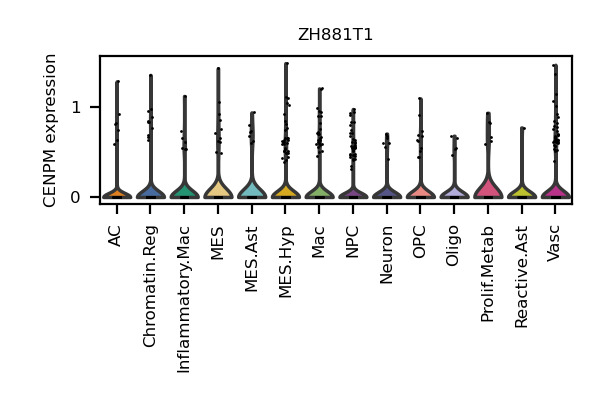 ZH881T1
CENPM expression
1
0
AC
Chromatin.Reg
Inflammatory.Mac
MES
MES.Ast
MES.Hyp
Mac
NPC
Neuron
OPC
Oligo
Prolif.Metab
Reactive.Ast
Vasc